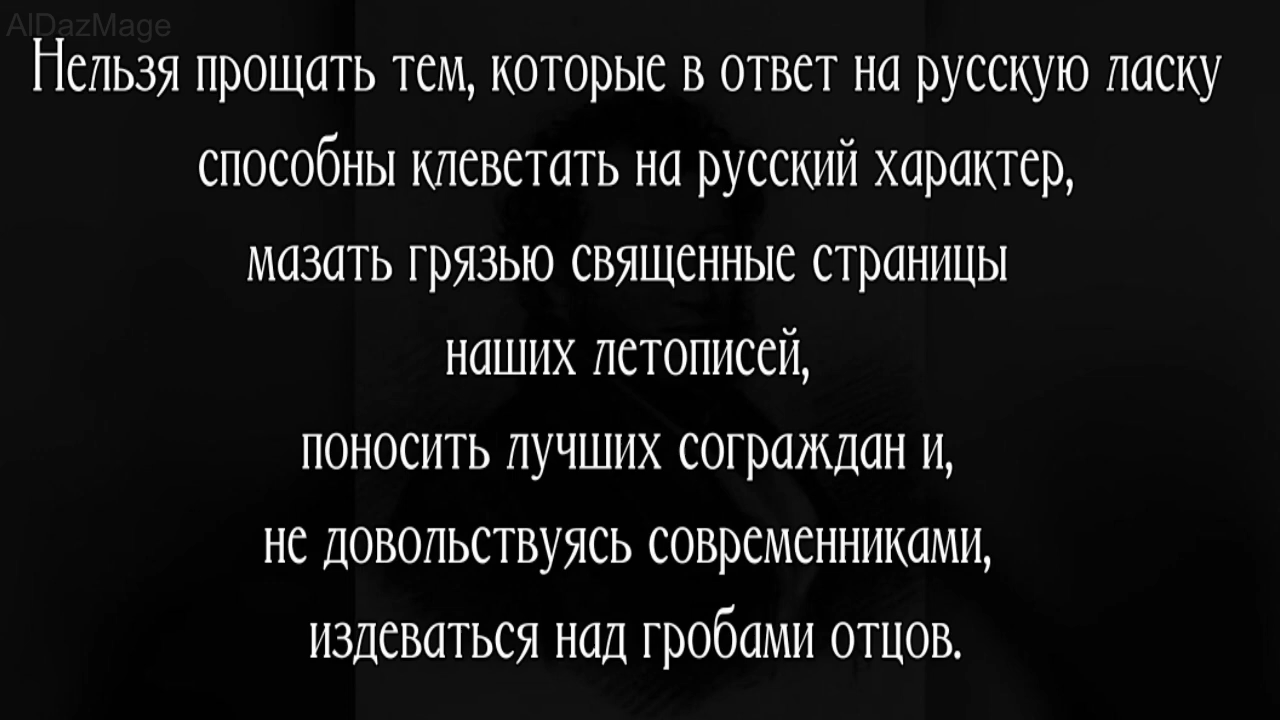 AlDazMage
Нельзя прощать тем, которые в ответ на русскую ласку
способны клеветать на русский характер,
мазать грязью священные страницы
наших летописей,
поносить лучших сограждан и,
не довольствуясь современниками,
издеваться над гробами отцов.